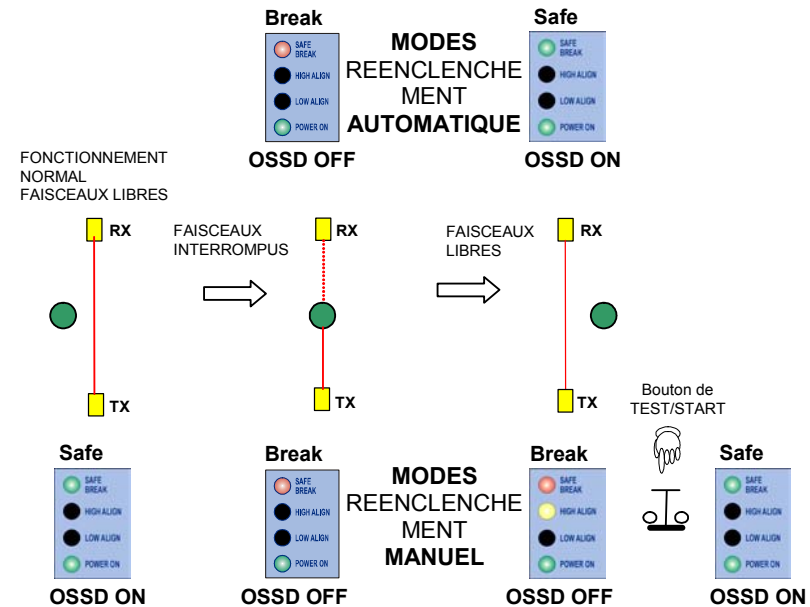 Break
SAFE
BREAK
HIGH ALIGN
LOW ALIGN
POWER ON
OSSD OFF
MODES
REENCLENCHE
MENT
AUTOMATIQUE
Safe
SAFE
BREAK
HIGH ALIGN
LOW ALIGN
POWER ON
OSSD ON
FONCTIONNEMENT
NORMAL
FAISCEAUX LIBRES
RX
TX
FAISCEAUX
INTERROMPUS
RX
TX
FAISCEAUX
LIBRES
RX
TX
Bouton de
TEST/START
Safe
SAFE
BREAK
HIGH ALIGN
LOW ALIGN
POWER ON
OSSD ON
Break
SAFE
BREAK
HIGH ALIGN
LOW ALIGN
POWER ON
OSSD OFF
MODES
REENCLENCHE
MENT
MANUEL
Break
SAFE
BREAK
HIGH ALIGN
LOW ALIGN
POWER ON
OSSD OFF
Safe
SAFE
BREAK
HIGH ALIGN
LOW ALIGN
POWER ON
OSSD ON